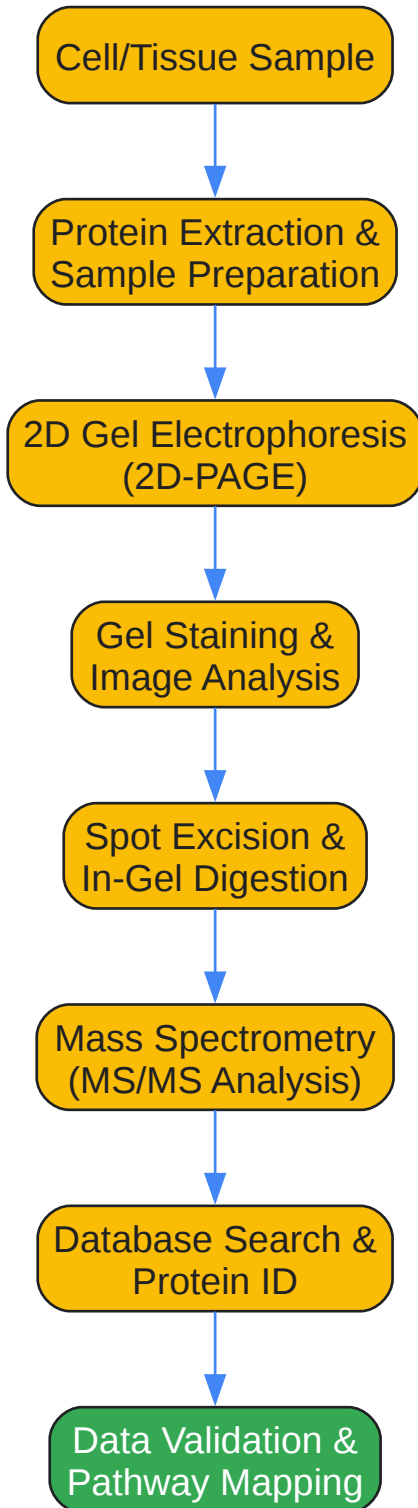 Cell/Tissue Sample
Protein Extraction &
Sample Preparation
2D Gel Electrophoresis
(2D-PAGE)
Gel Staining &
Image Analysis
Spot Excision &
In-Gel Digestion
Mass Spectrometry
(MS/MS Analysis)
Database Search &
Protein ID
Data Validation &
Pathway Mapping